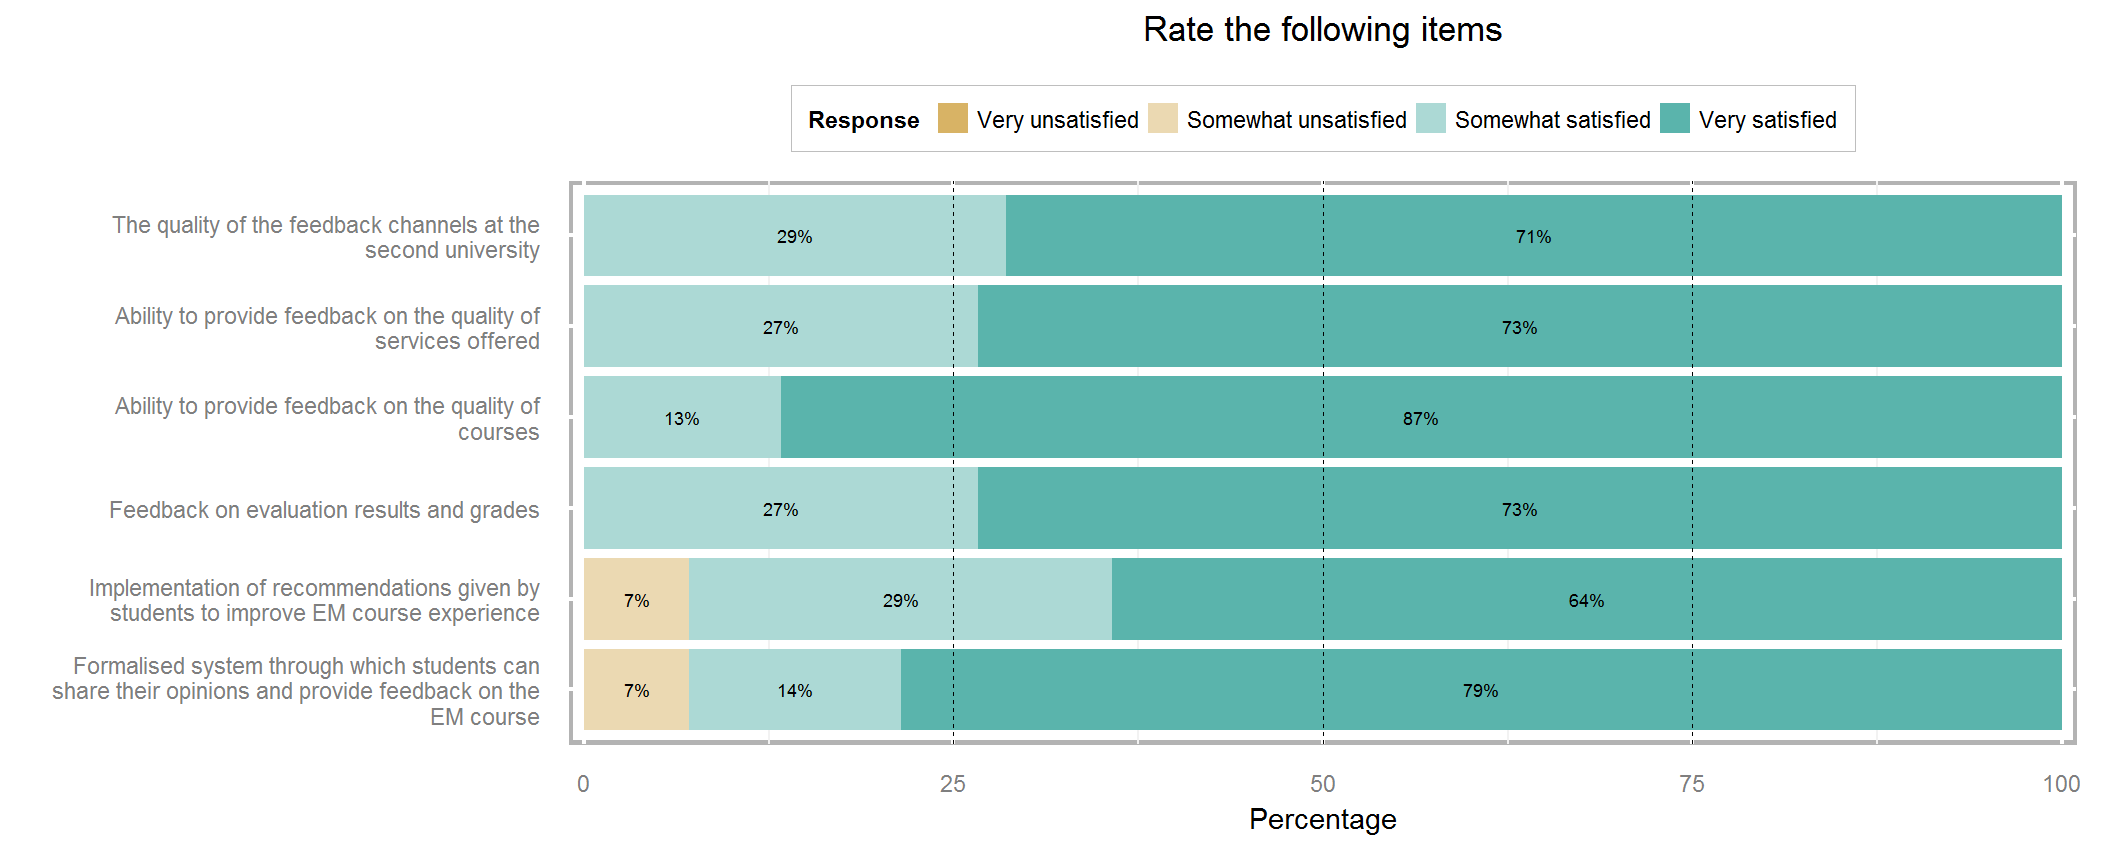 Rate the following items
Response Very unsatisfied Somewhat unsatisfied Somewhat satisfied Very satisfied
The quality of the feedback channels at the
second university
29% 71%
Ability to provide feedback on the quality of
services offered
27% 73%
Ability to provide feedback on the quality of
courses
13% 87%
Feedback on evaluation results and grades
27% 73%
Implementation of recommendations given by
students to improve EM course experience
7% 29% 64%
Formalised system through which students can
share their opinions and provide feedback on the
EM course
7% 14% 79%
0 25 50 75 100
Percentage